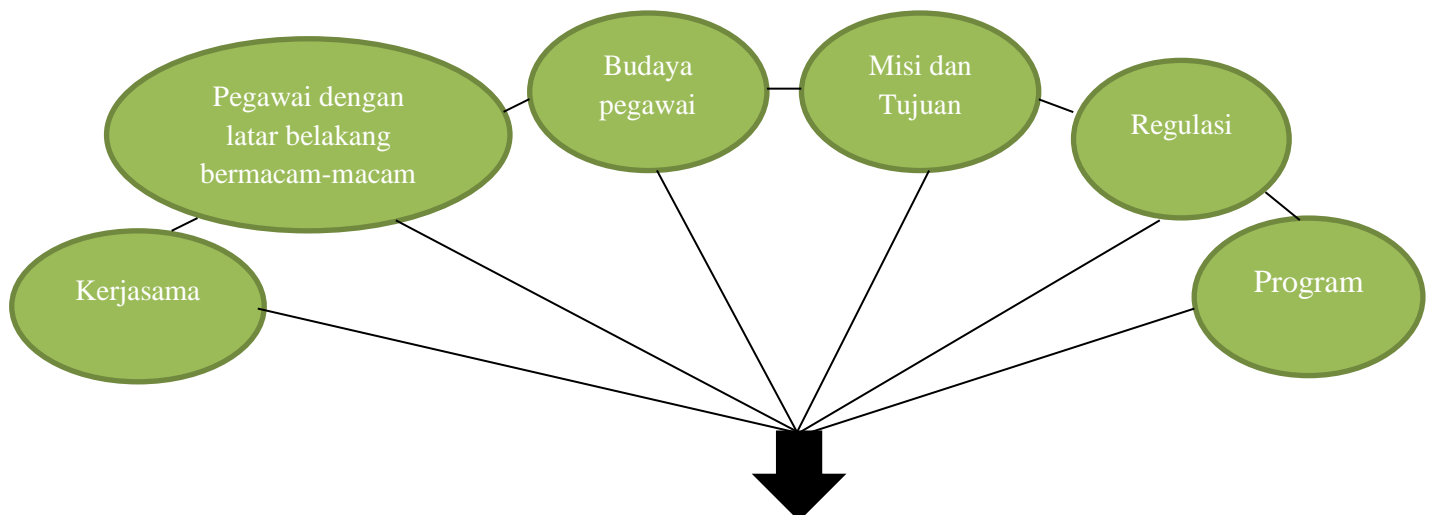 Kerjasama
Pegawai dengan
latar belakang
bermacam-macam
Budaya
pegawai
Misi dan
Tujuan
Regulasi
Program